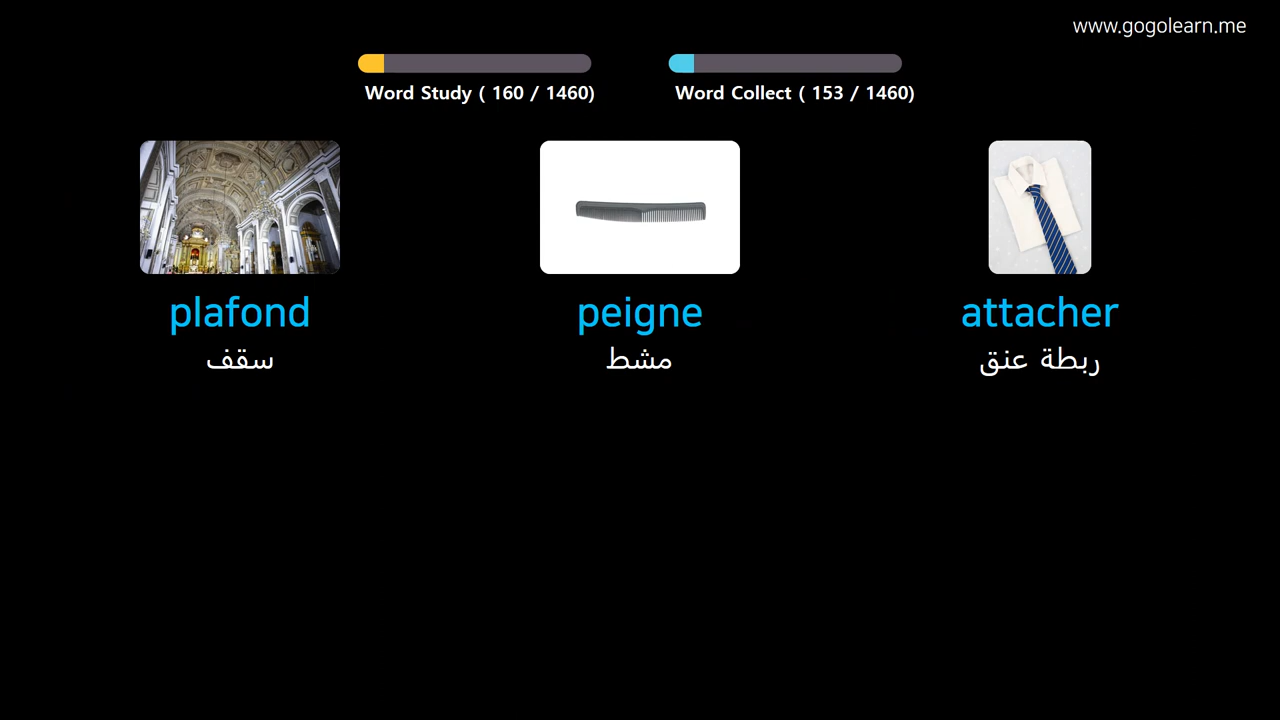 www.gogolearn.me
Word Study ( 160 / 1460)
Word Collect ( 153 / 1460)
plafond
peigne
attacher
سقف
مشط
ربطة عنق